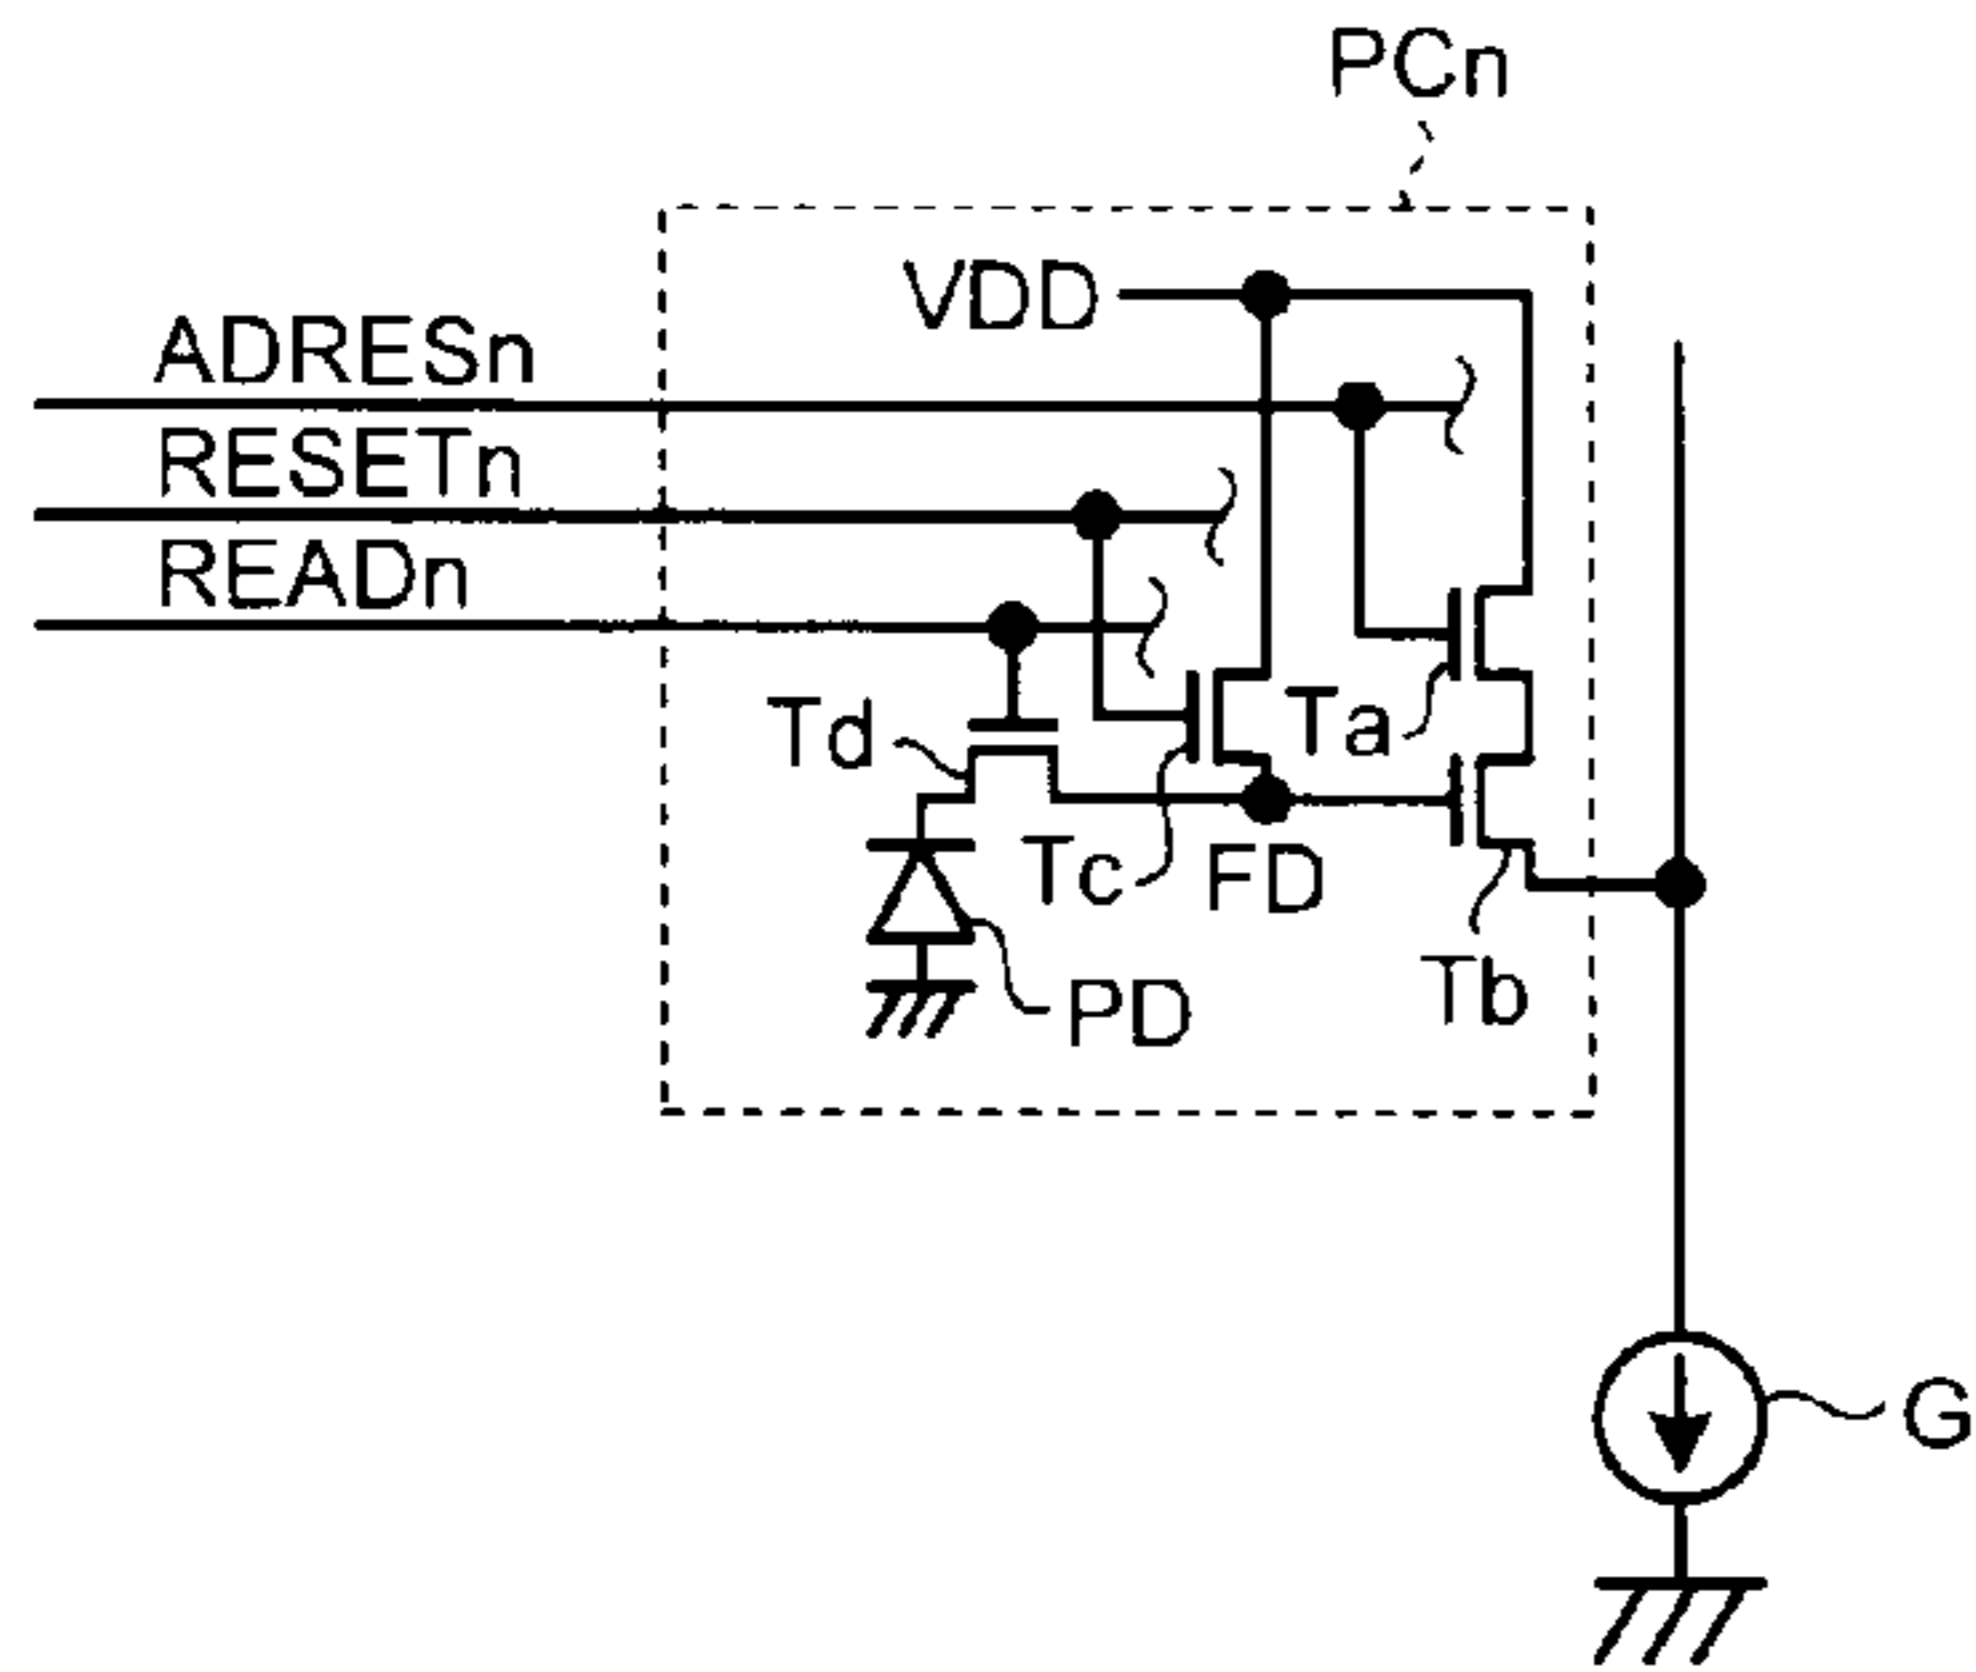 PCn
VDD
ADRESn
RESETn
READn
Td
Ta
Tc
FD
PD
Tb
G